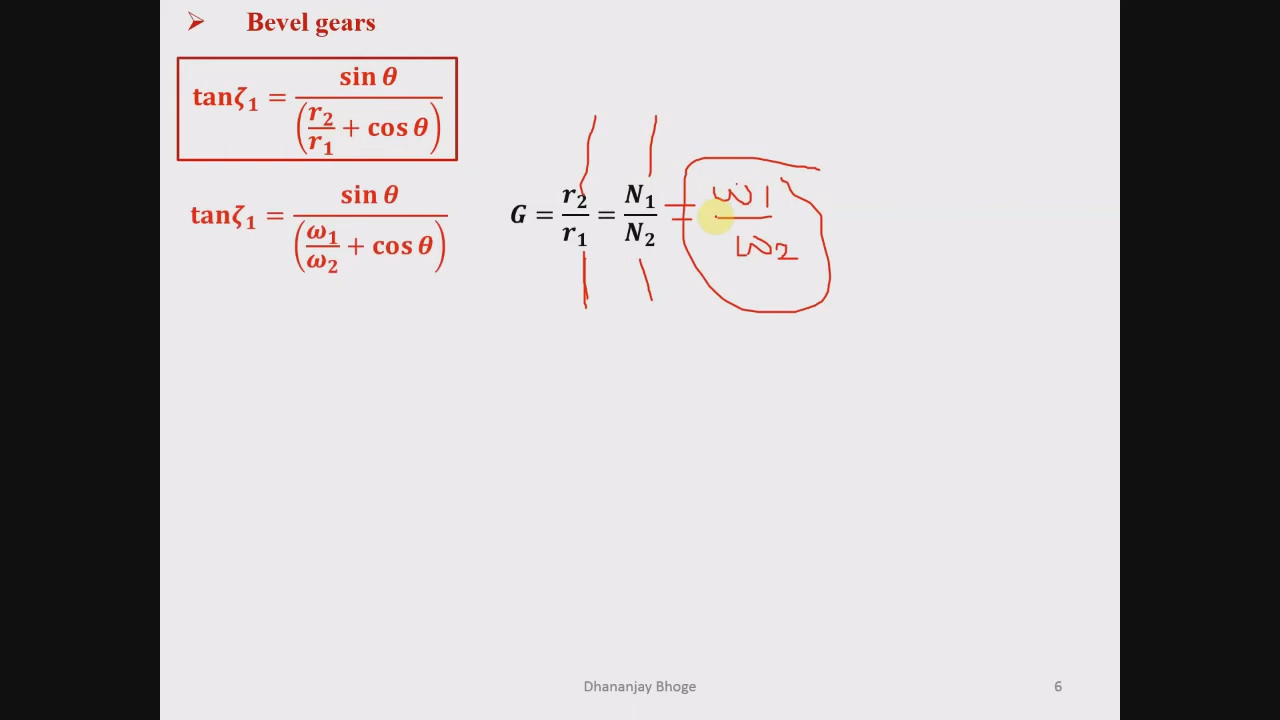 ➢ Bevel gears
tanζ₁ = sin θ / (r₂/r₁ + cos θ)
tanζ₁ = sin θ / (ω₁/ω₂ + cos θ)
G = r₂/r₁ = N₁/N₂ = ω1/ω2
Dhananjay Bhoge
6